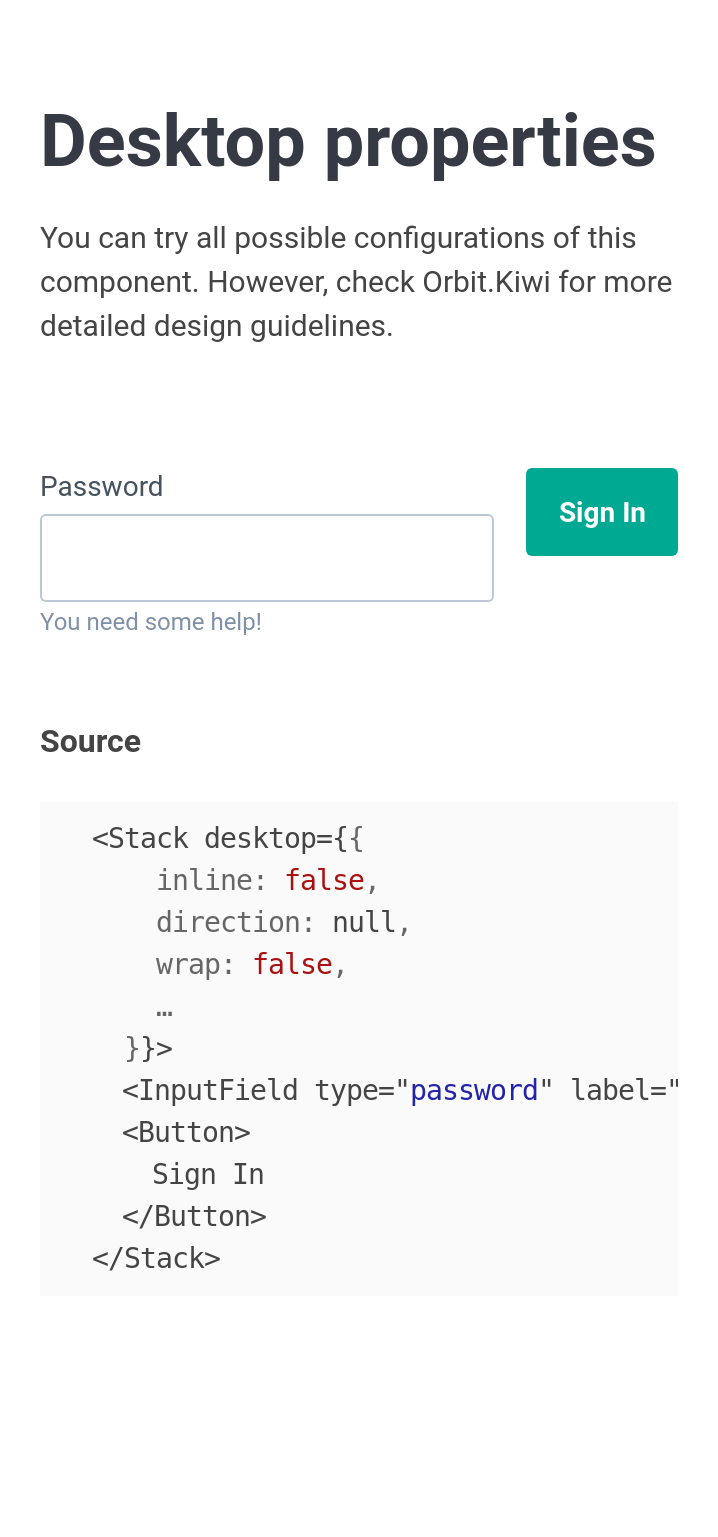 Desktop properties
You can try all possible configurations of this
component. However, check Orbit.Kiwi for more
detailed design guidelines.
Password
Sign In
You need some help!
Source
<Stack desktop={{
    inline: false,
    direction: null,
    wrap: false,
    …
  }}>
  <InputField type="password" label="
  <Button>
    Sign In
  </Button>
</Stack>